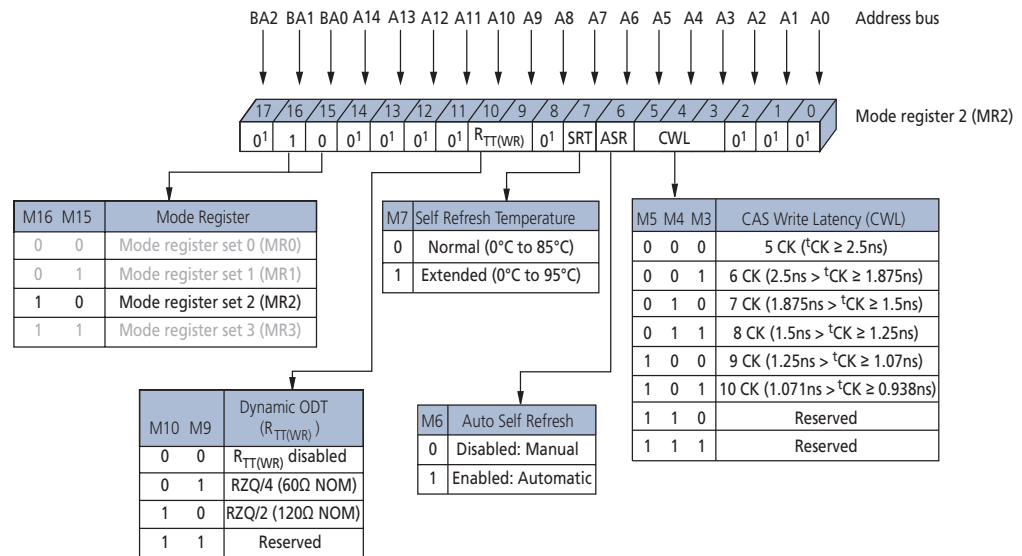 BA2 BA1 BA0 A14 A13 A12 A11 A10 A9 A8 A7 A6 A5 A4 A3 A2 A1 A0 Address bus
17 16 15 14 13 12 11 10 9 8 7 6 5 4 3 2 1 0
Mode register 2 (MR2)
0¹ 1 0 0¹ 0¹ 0¹ 0¹ RTT(WR) 0¹ SRT ASR CWL 0¹ 0¹ 0¹
M16 M15 Mode Register
0 0 Mode register set 0 (MR0)
0 1 Mode register set 1 (MR1)
1 0 Mode register set 2 (MR2)
1 1 Mode register set 3 (MR3)
M7 Self Refresh Temperature
0 Normal (0°C to 85°C)
1 Extended (0°C to 95°C)
M5 M4 M3 CAS Write Latency (CWL)
0 0 0 5 CK (tCK ≥ 2.5ns)
0 0 1 6 CK (2.5ns > tCK ≥ 1.875ns)
0 1 0 7 CK (1.875ns > tCK ≥ 1.5ns)
0 1 1 8 CK (1.5ns > tCK ≥ 1.25ns)
1 0 0 9 CK (1.25ns > tCK ≥ 1.07ns)
1 0 1 10 CK (1.071ns > tCK ≥ 0.938ns)
1 1 0 Reserved
1 1 1 Reserved
M10 M9 Dynamic ODT
(RTT(WR) )
0 0 RTT(WR) disabled
0 1 RZQ/4 (60Ω NOM)
1 0 RZQ/2 (120Ω NOM)
1 1 Reserved
M6 Auto Self Refresh
0 Disabled: Manual
1 Enabled: Automatic